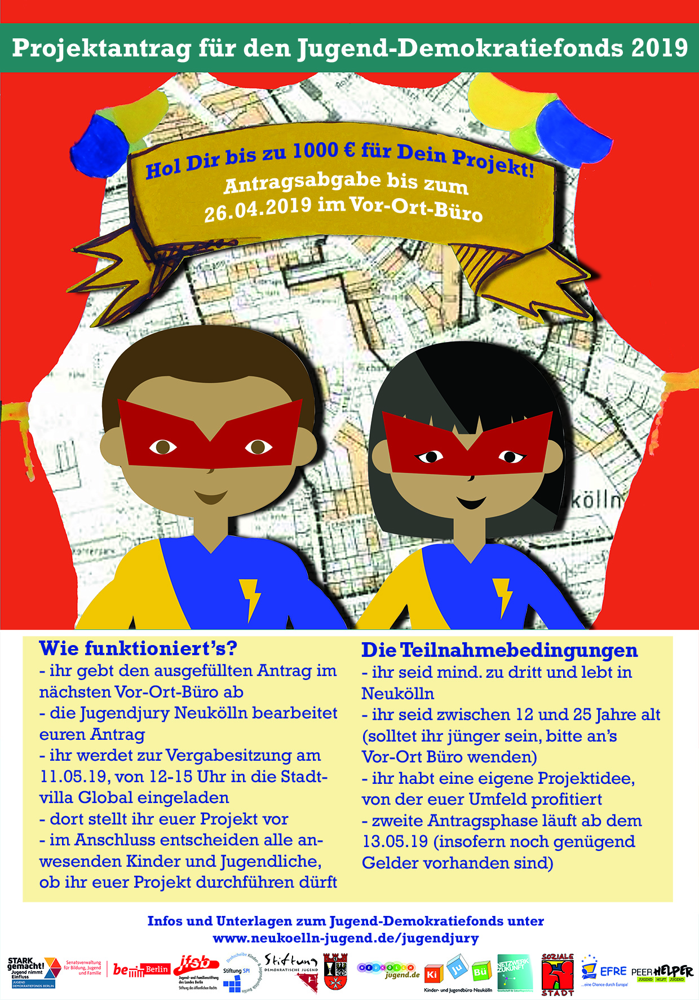 Projektantrag für den Jugend-Demokratiefonds 2019
Hol Dir bis zu 1000 € für Dein Projekt!
Antragsabgabe bis zum
26.04.2019 im Vor-Ort-Büro
ukölln
Wie funktioniert's?
- ihr gebt den ausgefüllten Antrag im
nächsten Vor-Ort-Büro ab
- die Jugendjury Neukölln bearbeitet
euren Antrag
- ihr werdet zur Vergabesitzung am
11.05.19, von 12-15 Uhr in die Stadt-
villa Global eingeladen
- dort stellt ihr euer Projekt vor
- im Anschluss entscheiden alle an-
wesenden Kinder und Jugendliche,
ob ihr euer Projekt durchführen dürft
Die Teilnahmebedingungen
- ihr seid mind. zu dritt und lebt in
Neukölln
- ihr seid zwischen 12 und 25 Jahre alt
(solltet ihr jünger sein, bitte an's
Vor-Ort Büro wenden)
- ihr habt eine eigene Projektidee,
von der euer Umfeld profitiert
- zweite Antragsphase läuft ab dem
13.05.19 (insofern noch genügend
Gelder vorhanden sind)
Infos und Unterlagen zum Jugend-Demokratiefonds unter
www.neukoelln-jugend.de/jugendjury
STARK
gemacht!
Jugend nimmt
Einfluss
JUGEND
DEMOKRATIEFONDS BERLIN
Senatsverwaltung
für Bildung, Jugend
und Familie
be Berlin
jfsb
Jugend- und Familienstiftung
des Landes Berlin
Stiftung des öffentlichen Rechts
Drehscheibe Kinder- & Jugendpolitik Berlin
Stiftung SPI
Stiftung
DEMOKRATISCHE JUGEND
NEUKÖLLN
jugend.de
Ki Ju Bü
Kinder- und Jugendbüro Neukölln
NETZWERK
ZUKUNFT
SOZIALE
STADT
EFRE
...eine Chance durch Europa!
PEER HELPER
JUGEND HILFT JUGEND